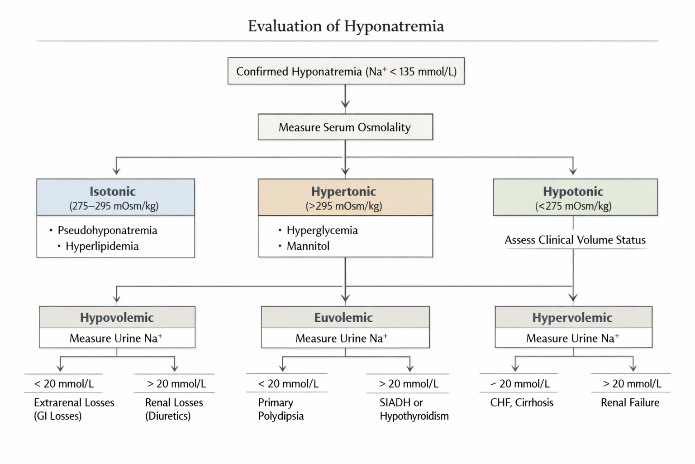 Evaluation of Hyponatremia
Confirmed Hyponatremia (Na⁺ < 135 mmol/L)
Measure Serum Osmolality
Isotonic
(275–295 mOsm/kg)
• Pseudohyponatremia
• Hyperlipidemia
Hypertonic
(>295 mOsm/kg)
• Hyperglycemia
• Mannitol
Hypotonic
(<275 mOsm/kg)
Assess Clinical Volume Status
Hypovolemic
Measure Urine Na⁺
< 20 mmol/L
Extrarenal Losses
(GI Losses)
> 20 mmol/L
Renal Losses
(Diuretics)
Euvolemic
Measure Urine Na⁺
< 20 mmol/L
Primary
Polydipsia
> 20 mmol/L
SIADH or
Hypothyroidism
Hypervolemic
Measure Urine Na⁺
~ 20 mmol/L
CHF, Cirrhosis
> 20 mmol/L
Renal Failure